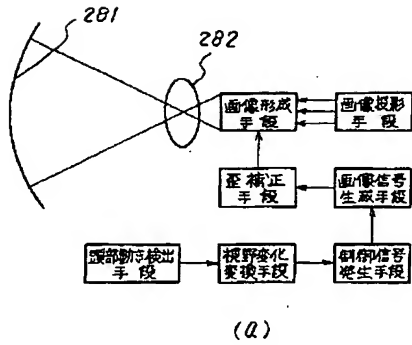 281
282
画像形成
手段
画像投影
手段
歪補正
手段
画像信号
生成手段
頭部動き検出
手段
視野変化
変換手段
制御信号
発生手段
(a)